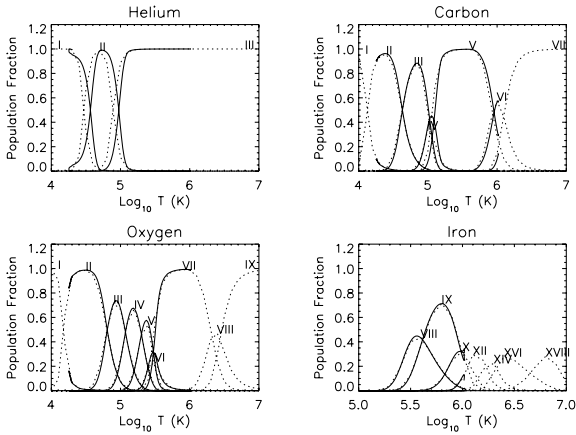 Helium
Population Fraction
1.2
1.0
0.8
0.6
0.4
0.2
0.0
I
II
III
4
5
6
7
Log10 T (K)
Carbon
Population Fraction
1.2
1.0
0.8
0.6
0.4
0.2
0.0
I
II
III
IV
V
VI
VII
4
5
6
7
Log10 T (K)
Oxygen
Population Fraction
1.2
1.0
0.8
0.6
0.4
0.2
0.0
I
II
III
IV
V
VI
VII
VIII
IX
4
5
6
7
Log10 T (K)
Iron
Population Fraction
1.2
1.0
0.8
0.6
0.4
0.2
0.0
VIII
IX
X
XII
XIV
XVI
XVIII
5.0
5.5
6.0
6.5
7.0
Log10 T (K)